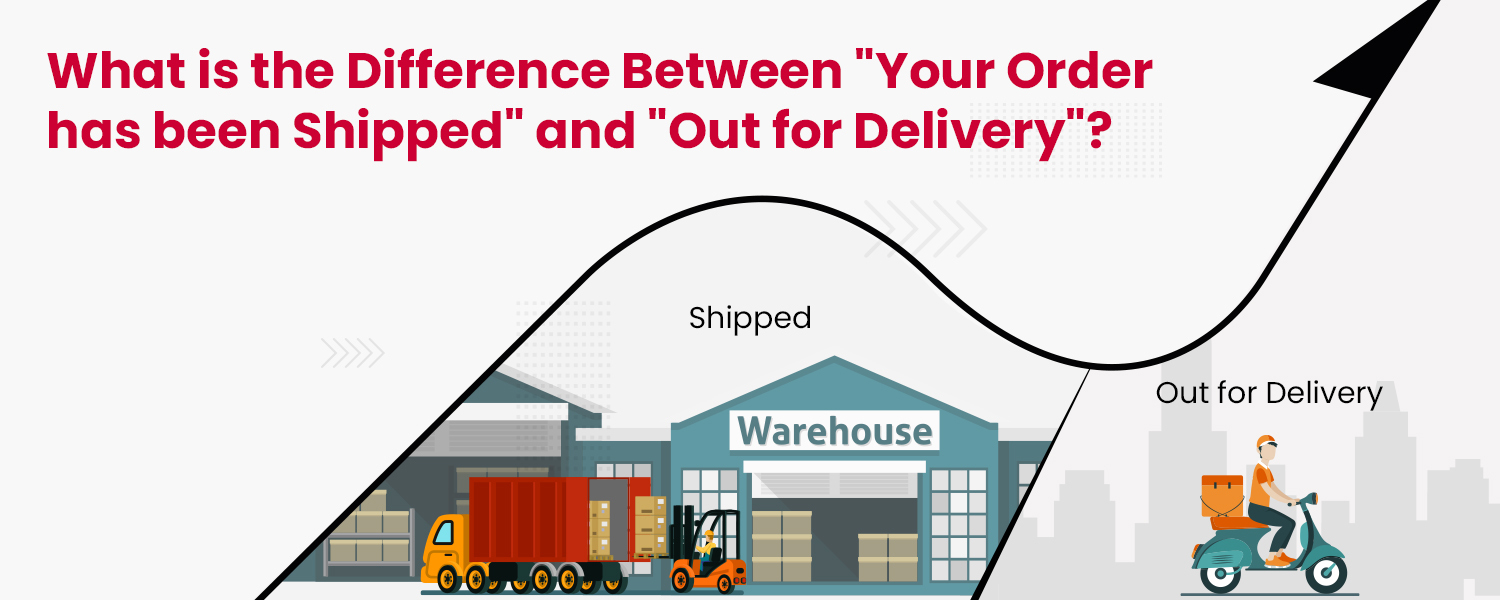 What is the Difference Between "Your Order
has been Shipped" and "Out for Delivery"?
Shipped
Out for Delivery
Warehouse